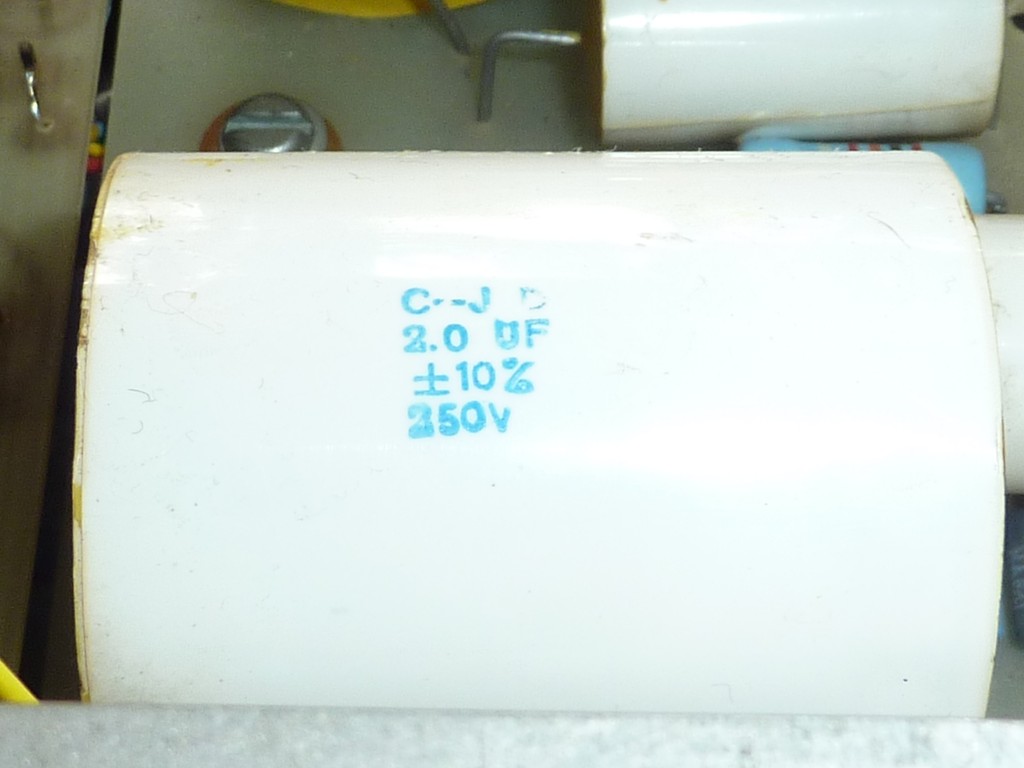 C--J D
2.0 UF
±10%
250V